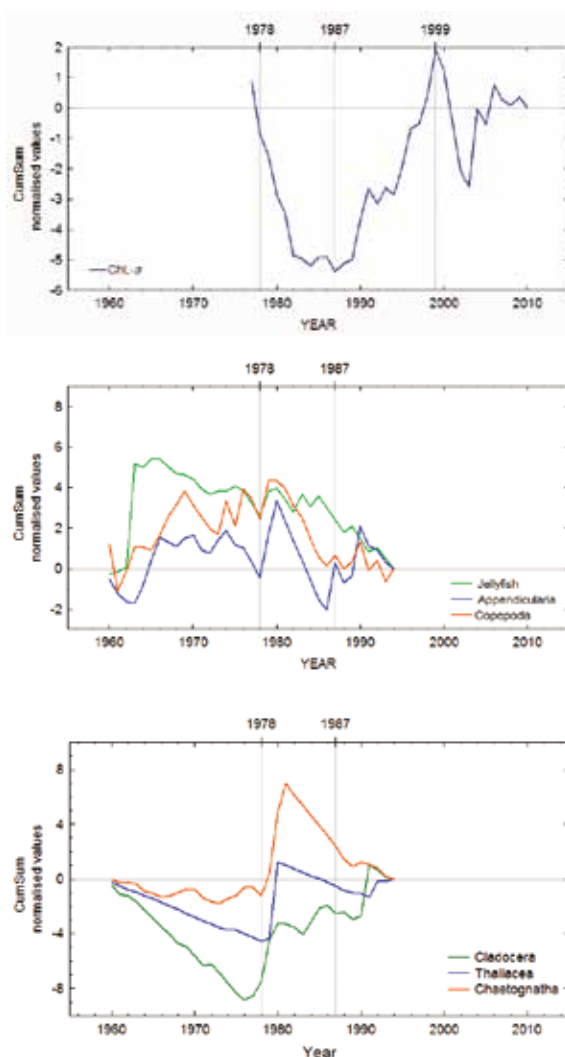 1978 1987 1999
2
0
-1
-2
-3
-4
-5
-6
CumSum
normalised values
ChL-a
1960 1970 1980 1990 2000 2010
YEAR
1978 1987
8
6
4
2
0
-2
CumSum
normalised values
Jellyfish
Appendicularia
Copepoda
1960 1970 1980 1990 2000 2010
YEAR
1978 1987
8
4
0
-4
-8
CumSum
normalised values
Cladocera
Thaliacea
Chaetognatha
1960 1970 1980 1990 2000 2010
Year